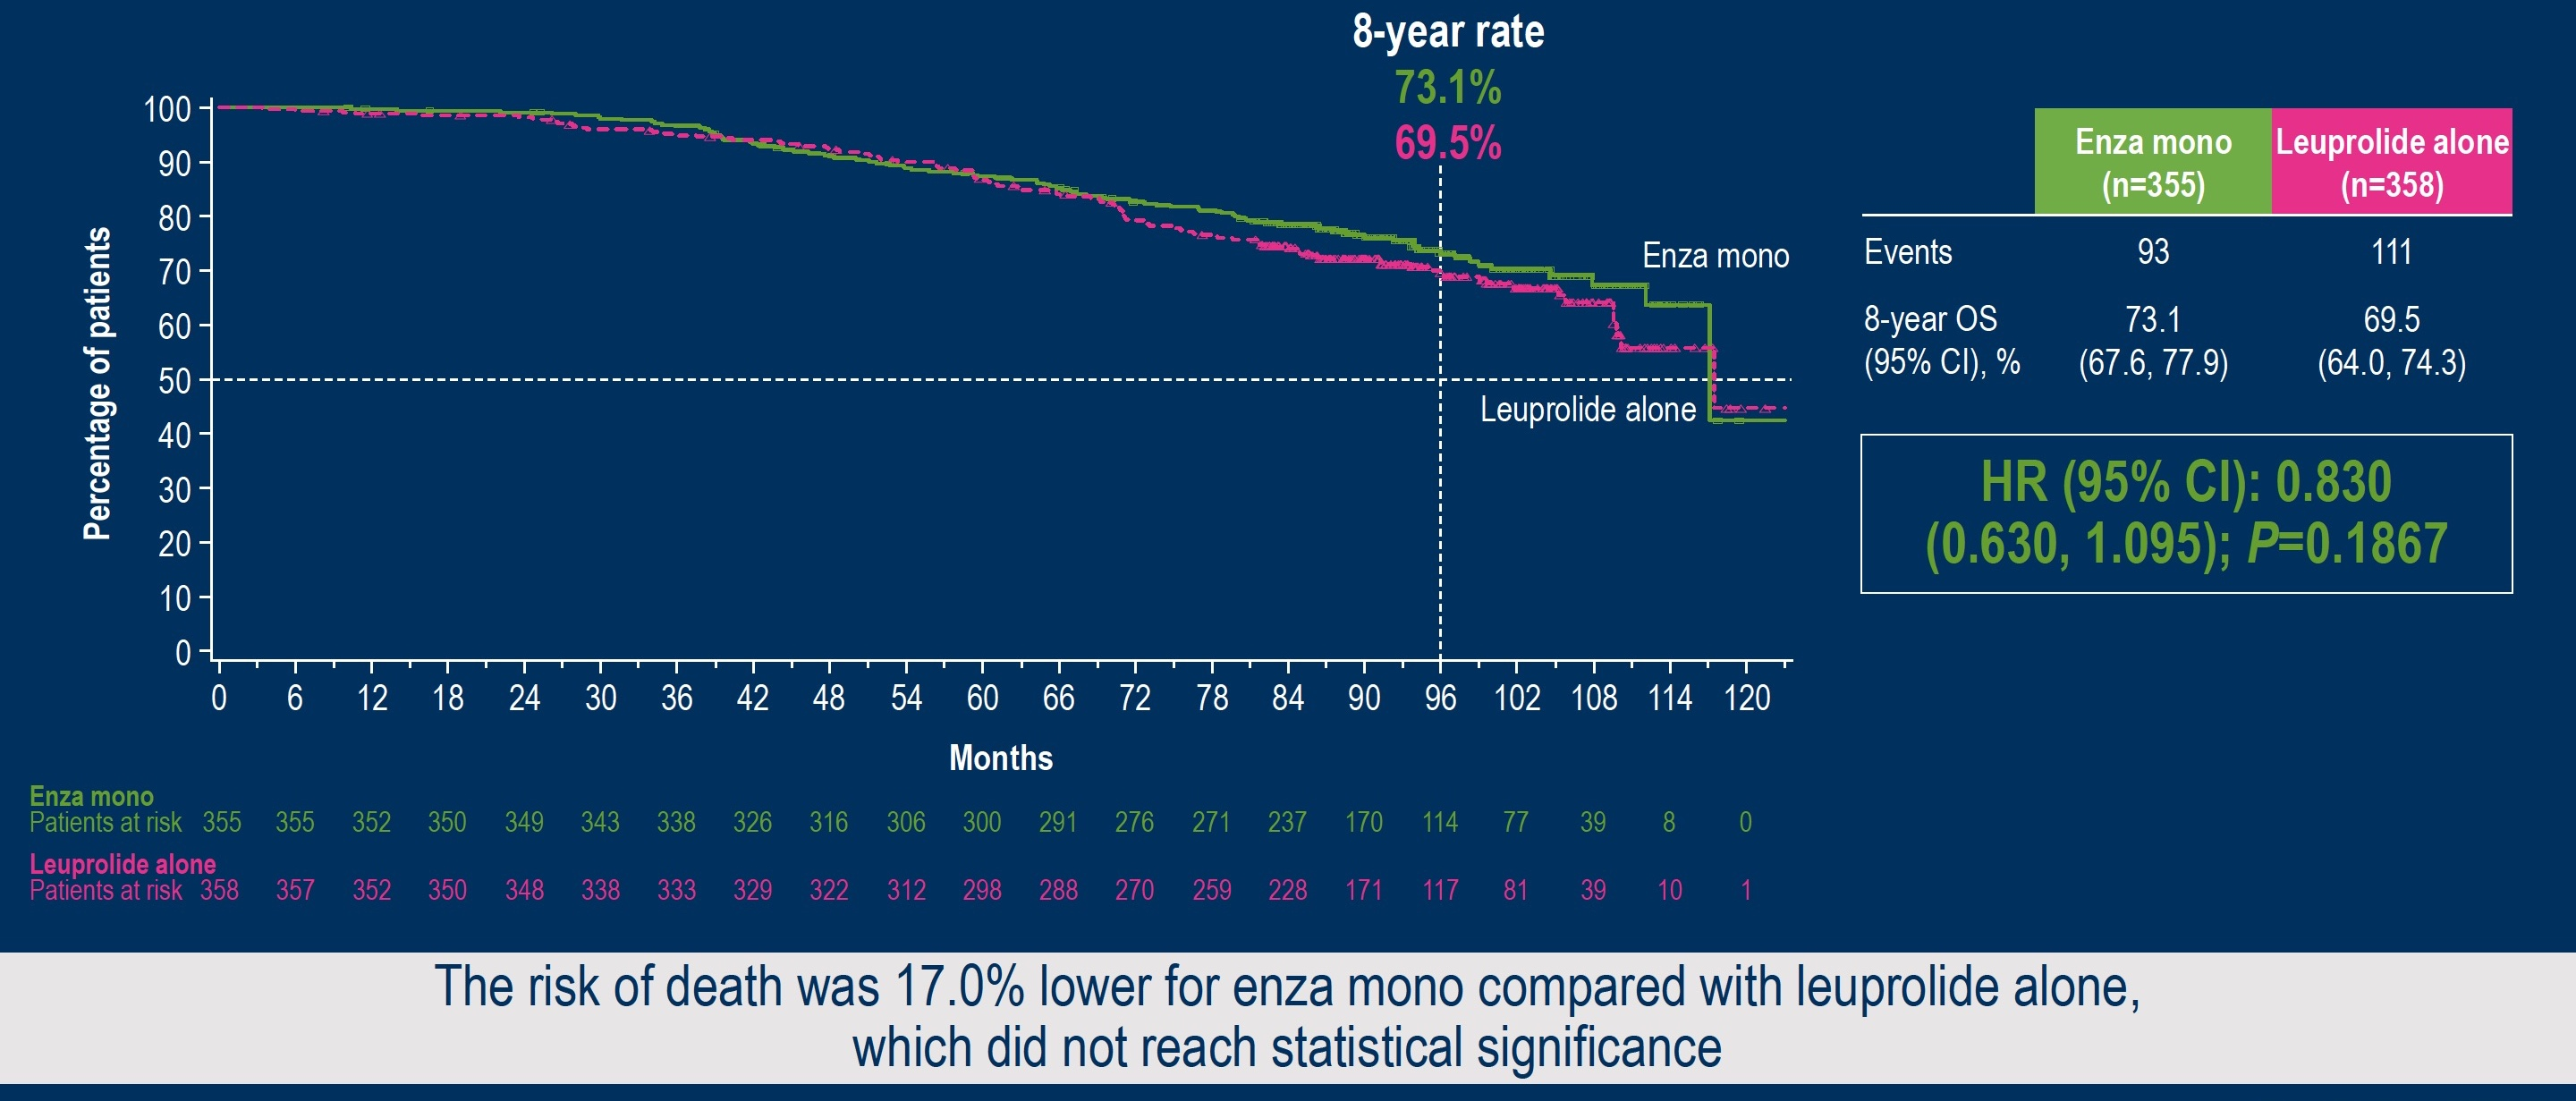 8-year rate
73.1%
69.5%
100
90
80
70
60
50
40
30
20
10
0
Percentage of patients
Enza mono
Leuprolide alone
0 6 12 18 24 30 36 42 48 54 60 66 72 78 84 90 96 102 108 114 120
Months
Enza mono
Patients at risk 355 355 352 350 349 343 338 326 316 306 300 291 276 271 237 170 114 77 39 8 0
Leuprolide alone
Patients at risk 358 357 352 350 348 338 333 329 322 312 298 288 270 259 228 171 117 81 39 10 1
Enza mono Leuprolide alone
(n=355) (n=358)
Events 93 111
8-year OS 73.1 69.5
(95% CI), % (67.6, 77.9) (64.0, 74.3)
HR (95% CI): 0.830
(0.630, 1.095); P=0.1867
The risk of death was 17.0% lower for enza mono compared with leuprolide alone,
which did not reach statistical significance